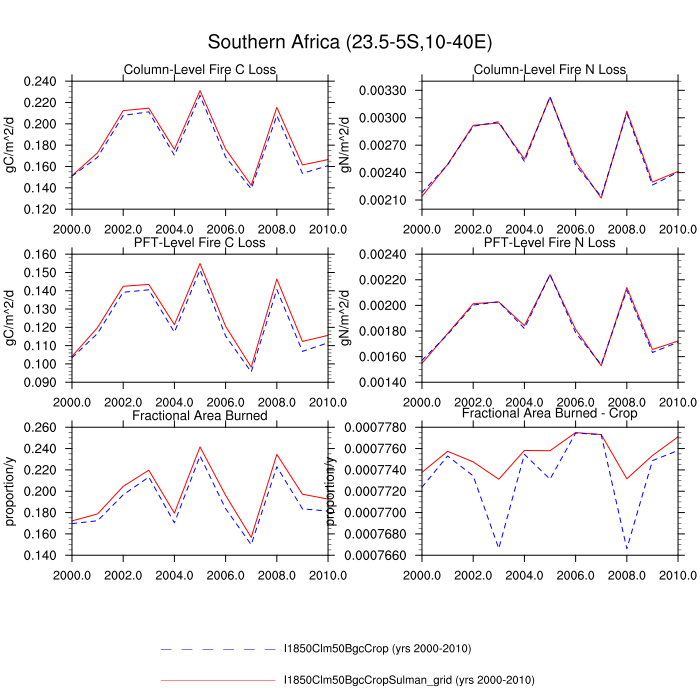 Southern Africa (23.5-5S,10-40E)
Column-Level Fire C Loss
gC/m^2/d
0.240
0.220
0.200
0.180
0.160
0.140
0.120
2000.0 2002.0 2004.0 2006.0 2008.0 2010.0
Column-Level Fire N Loss
gN/m^2/d
0.00330
0.00300
0.00270
0.00240
0.00210
2000.0 2002.0 2004.0 2006.0 2008.0 2010.0
PFT-Level Fire C Loss
gC/m^2/d
0.160
0.150
0.140
0.130
0.120
0.110
0.100
0.090
2000.0 2002.0 2004.0 2006.0 2008.0 2010.0
PFT-Level Fire N Loss
gN/m^2/d
0.00240
0.00220
0.00200
0.00180
0.00160
0.00140
2000.0 2002.0 2004.0 2006.0 2008.0 2010.0
Fractional Area Burned
proportion/y
0.260
0.240
0.220
0.200
0.180
0.160
0.140
2000.0 2002.0 2004.0 2006.0 2008.0 2010.0
Fractional Area Burned - Crop
proportion/y
0.0007780
0.0007760
0.0007740
0.0007720
0.0007700
0.0007680
0.0007660
2000.0 2002.0 2004.0 2006.0 2008.0 2010.0
I1850Clm50BgcCrop (yrs 2000-2010)
I1850Clm50BgcCropSulman_grid (yrs 2000-2010)